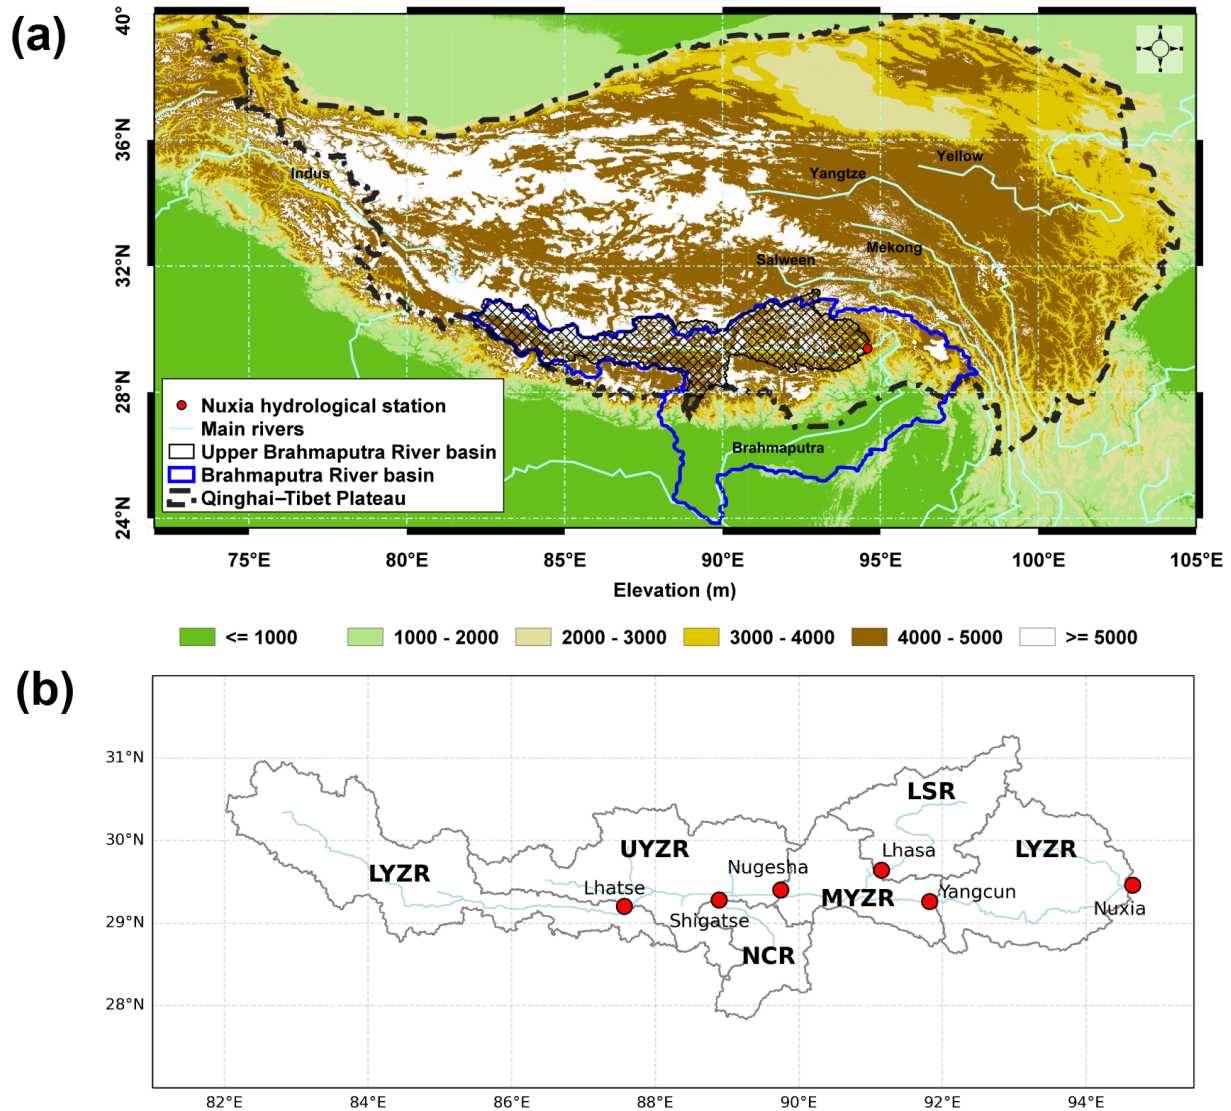 (a)
40°
36°N
32°N
28°N
24°N
Indus
Yangtze
Yellow
Mekong
Salween
Brahmaputra
Nuxia hydrological station
Main rivers
Upper Brahmaputra River basin
Brahmaputra River basin
Qinghai–Tibet Plateau
75°E 80°E 85°E 90°E 95°E 100°E 105°E
Elevation (m)
<= 1000 1000 - 2000 2000 - 3000 3000 - 4000 4000 - 5000 >= 5000
(b)
31°N
30°N
29°N
28°N
LSR
UYZR
Lhasa
LYZR
LYZR
Nugesha
Lhatse
MYZR
Yangcun
Shigatse
Nuxia
NCR
82°E 84°E 86°E 88°E 90°E 92°E 94°E